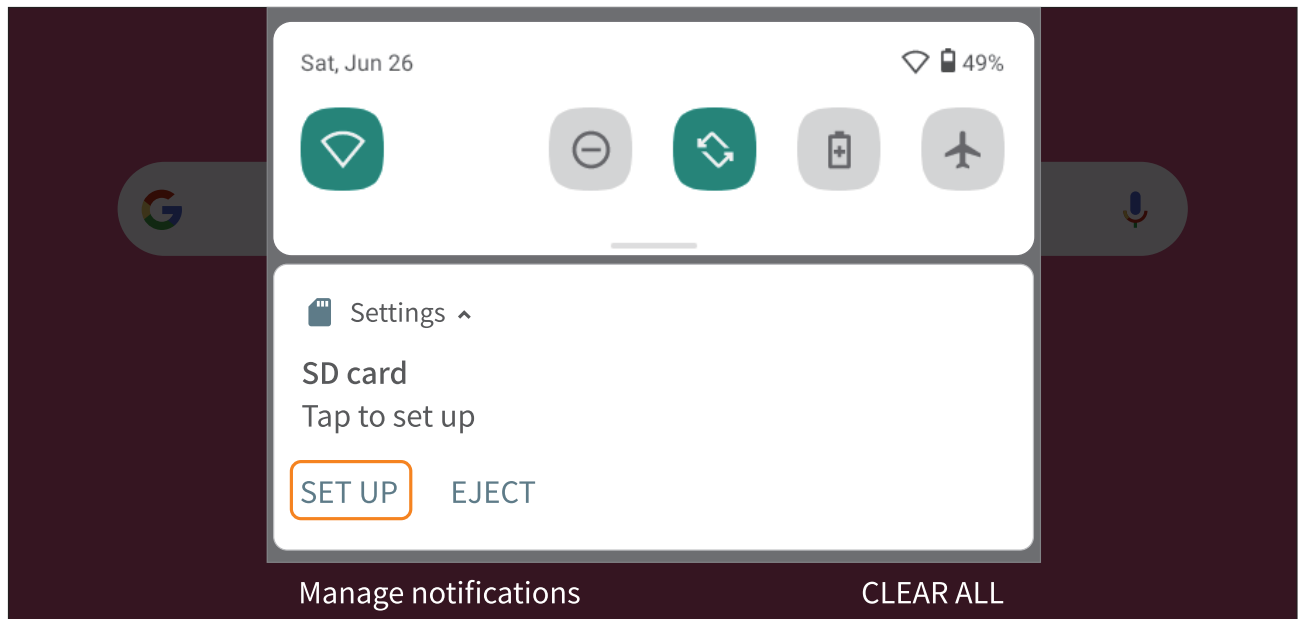 Sat, Jun 26
49%
Settings
SD card
Tap to set up
SET UP EJECT
Manage notifications CLEAR ALL